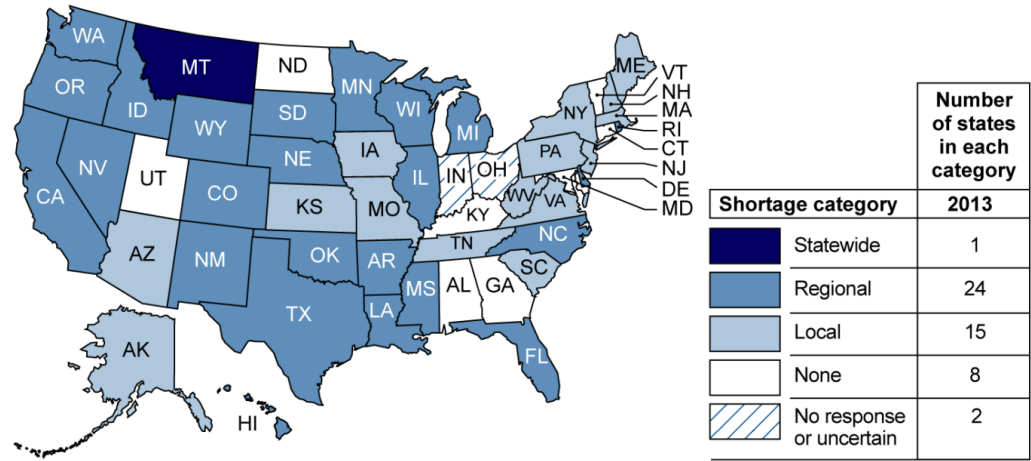 WA
MT
ND
MN
ME
VT
NH
MA
RI
CT
NJ
DE
MD
OR
ID
WY
SD
WI
MI
NY
PA
NE
IA
IL
IN
OH
NV
UT
CO
KS
MO
KY
WV
VA
CA
AZ
NM
OK
AR
TN
NC
SC
TX
LA
MS
AL
GA
FL
AK
HI
Number
of states
in each
category
Shortage category 2013
Statewide 1
Regional 24
Local 15
None 8
No response
or uncertain 2